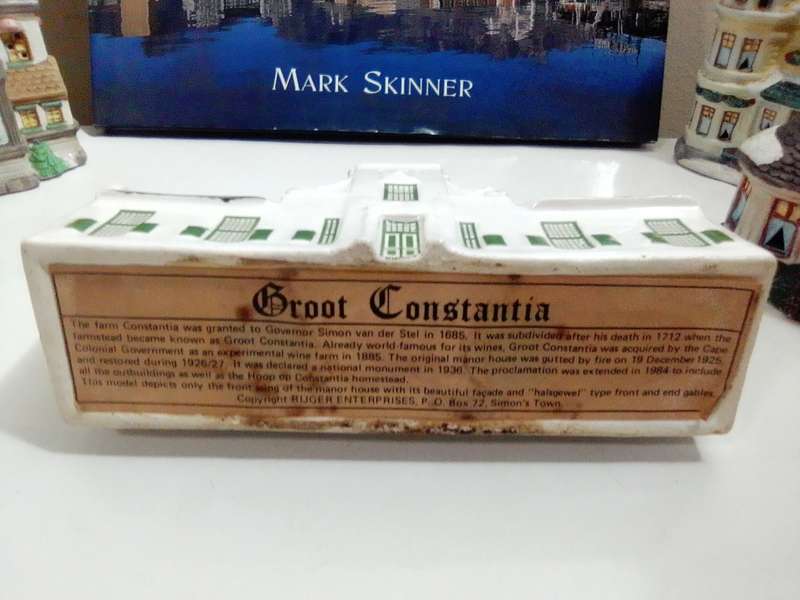 MARK SKINNER
Groot Constantia
The farm Constantia was granted to Governor Simon van der Stel in 1685. It was subdivided after his death in 1712 when the
farmstead became known as Groot Constantia. Already world-famous for its wines, Groot Constantia was acquired by the Cape
Colonial Government as an experimental wine farm in 1885. The original manor house was gutted by fire on 19 December 1925,
and restored during 1926/27. It was declared a national monument in 1936. The proclamation was extended in 1984 to include
all the outbuildings as well as the Hoop op Constantia homestead.
This model depicts only the front wing of the manor house with its beautiful façade and "halsgewel" type front and end gables.
Copyright RIJGER ENTERPRISES, P. O. Box 72, Simon's Town.